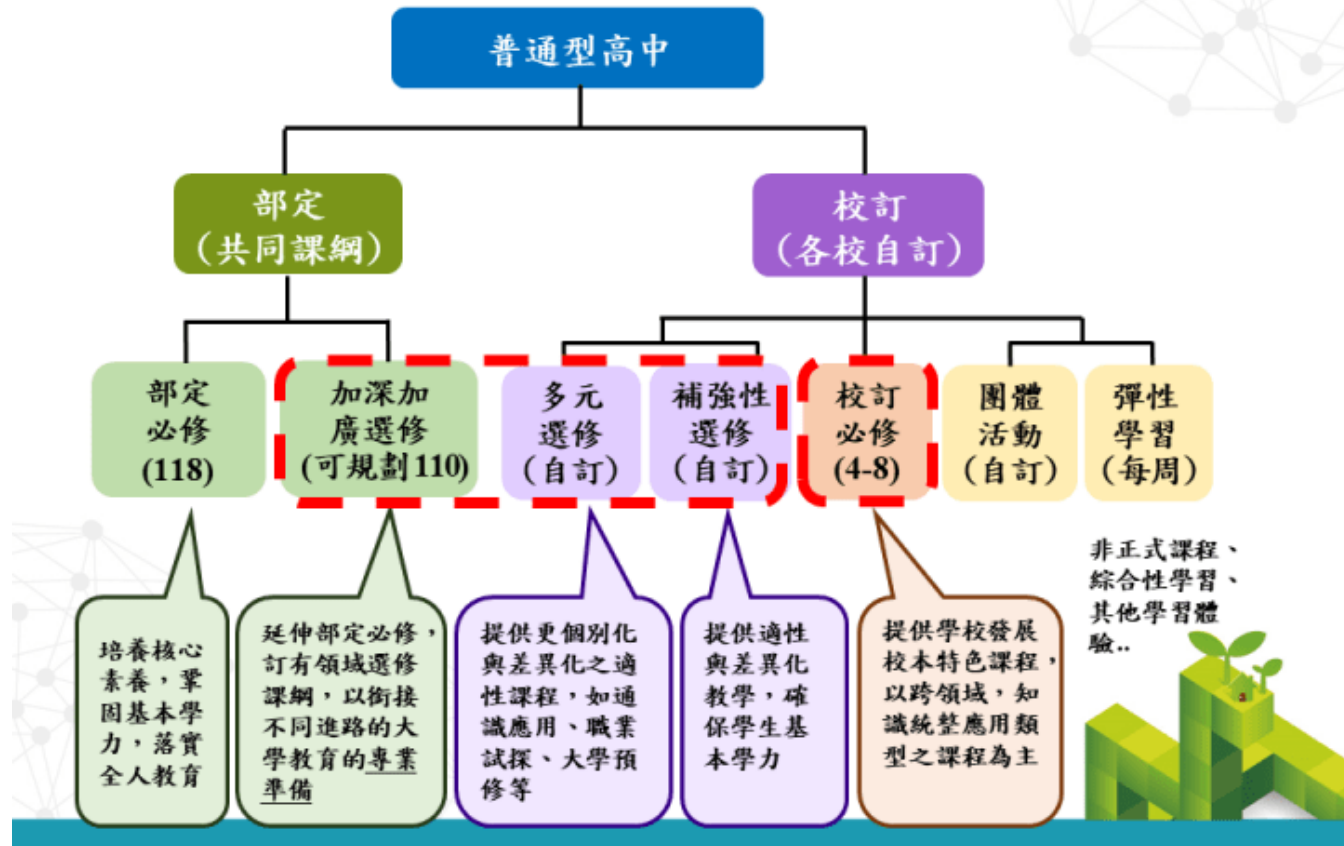 普通型高中
部定
（共同課綱）
校訂
（各校自訂）
部定
必修
(118)
加深加
廣選修
(可規劃110)
多元
選修
（自訂）
補強性
選修
（自訂）
校訂
必修
(4-8)
團體
活動
（自訂）
彈性
學習
（每周）
培養核心
素養，鞏
固基本學
力，落實
全人教育
延伸部定必修，
訂有領域選修
課綱，以銜接
不同進路的大
學教育的專業
準備
提供更個別化
與差異化之適
性課程，如通
識應用、職業
試探、大學預
修等
提供適性
與差異化
教學，確
保學生基
本學力
提供學校發展
校本特色課程，
以跨領域，知
識統整應用類
型之課程為主
非正式課程、
綜合性學習、
其他學習體
驗..
3